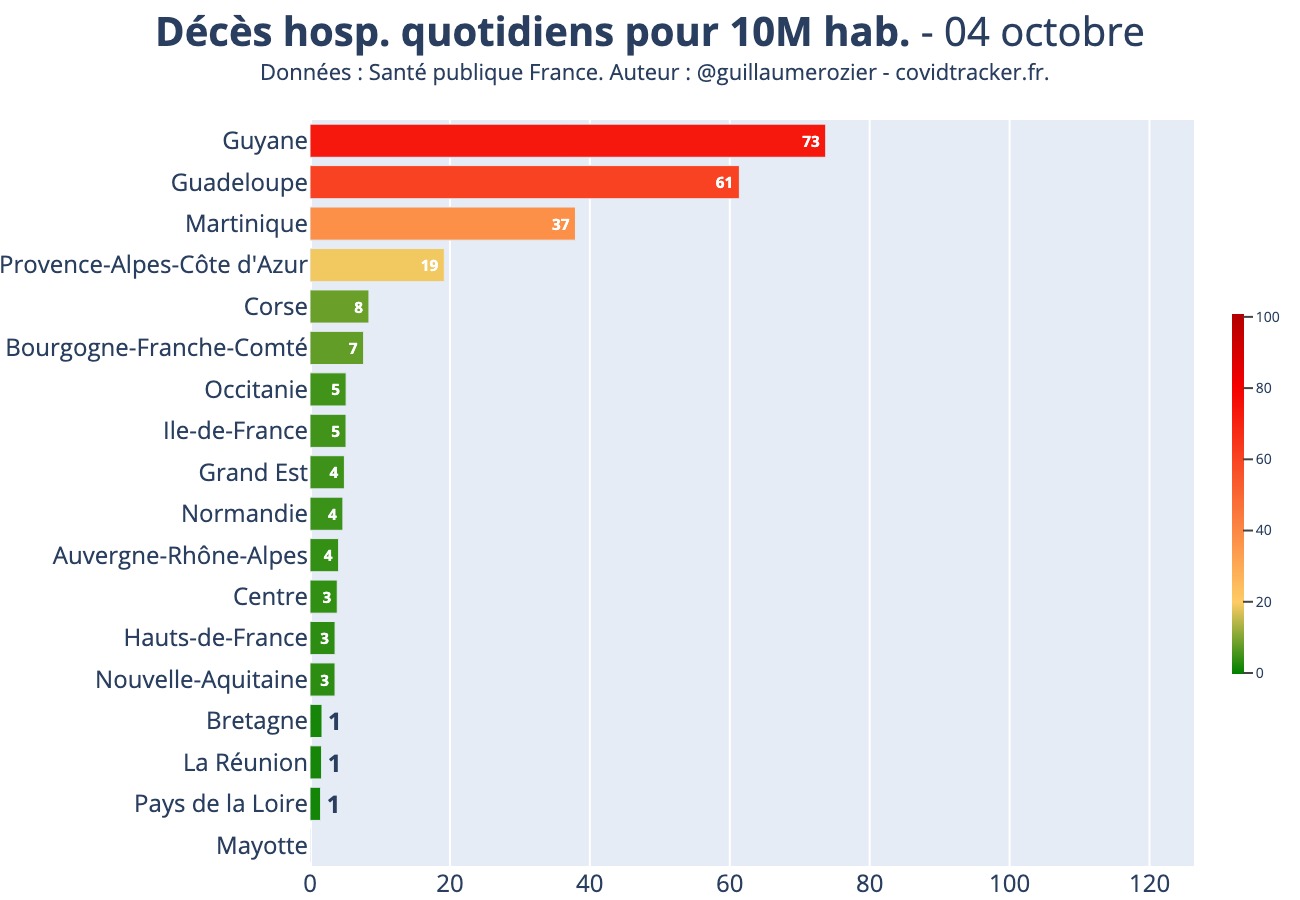 Décès hosp. quotidiens pour 10M hab. - 04 octobre
Données : Santé publique France. Auteur : @guillaumerozier - covidtracker.fr.
Guyane 73
Guadeloupe 61
Martinique 37
Provence-Alpes-Côte d'Azur 19
Corse 8
Bourgogne-Franche-Comté 7
Occitanie 5
Ile-de-France 5
Grand Est 4
Normandie 4
Auvergne-Rhône-Alpes 4
Centre 3
Hauts-de-France 3
Nouvelle-Aquitaine 3
Bretagne 1
La Réunion 1
Pays de la Loire 1
Mayotte
0 20 40 60 80 100 120
100
80
60
40
20
0